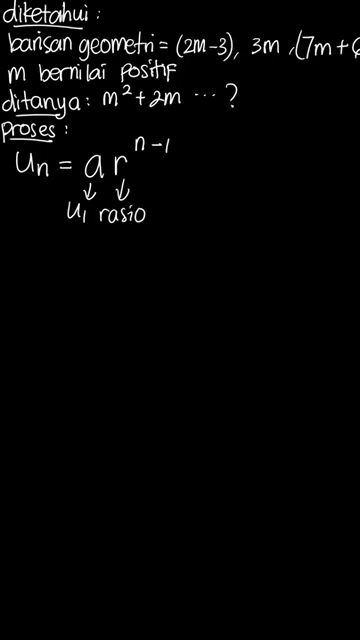 diketahui :
barisan geometri = (2m-3), 3m, (7m+
m bernilai positif
ditanya : m² + 2m ... ?
proses :
Un = a r^(n-1)
↓ ↓
U₁ rasio